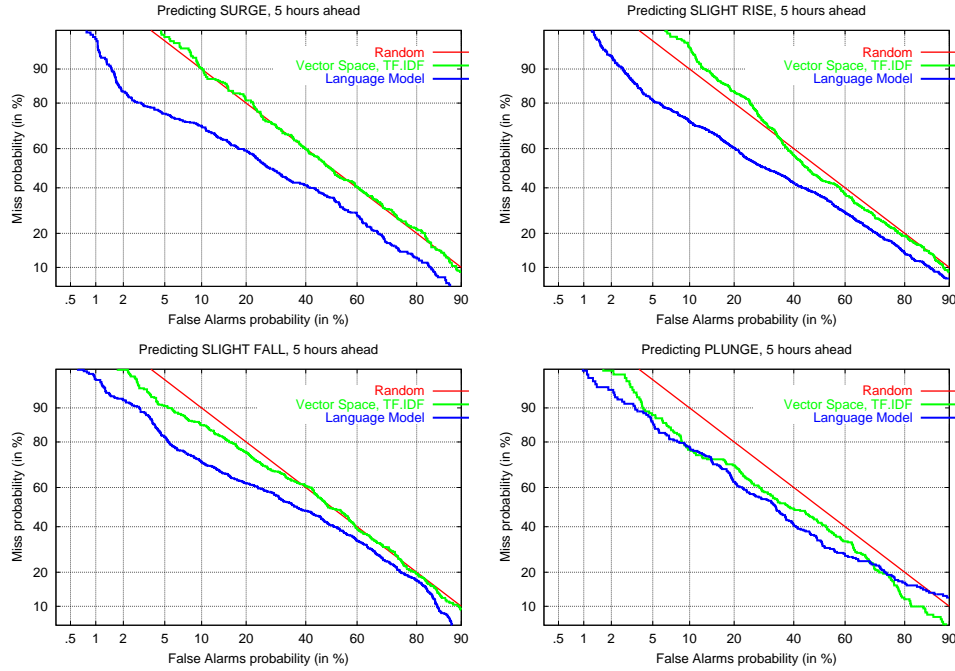 Predicting SURGE, 5 hours ahead
Random
Vector Space, TF.IDF
Language Model
Miss probability (in %)
90
80
60
40
20
10
.5 1 2 5 10 20 40 60 80 90
False Alarms probability (in %)
Predicting SLIGHT RISE, 5 hours ahead
Random
Vector Space, TF.IDF
Language Model
Miss probability (in %)
90
80
60
40
20
10
.5 1 2 5 10 20 40 60 80 90
False Alarms probability (in %)
Predicting SLIGHT FALL, 5 hours ahead
Random
Vector Space, TF.IDF
Language Model
Miss probability (in %)
90
80
60
40
20
10
.5 1 2 5 10 20 40 60 80 90
False Alarms probability (in %)
Predicting PLUNGE, 5 hours ahead
Random
Vector Space, TF.IDF
Language Model
Miss probability (in %)
90
80
60
40
20
10
.5 1 2 5 10 20 40 60 80 90
False Alarms probability (in %)